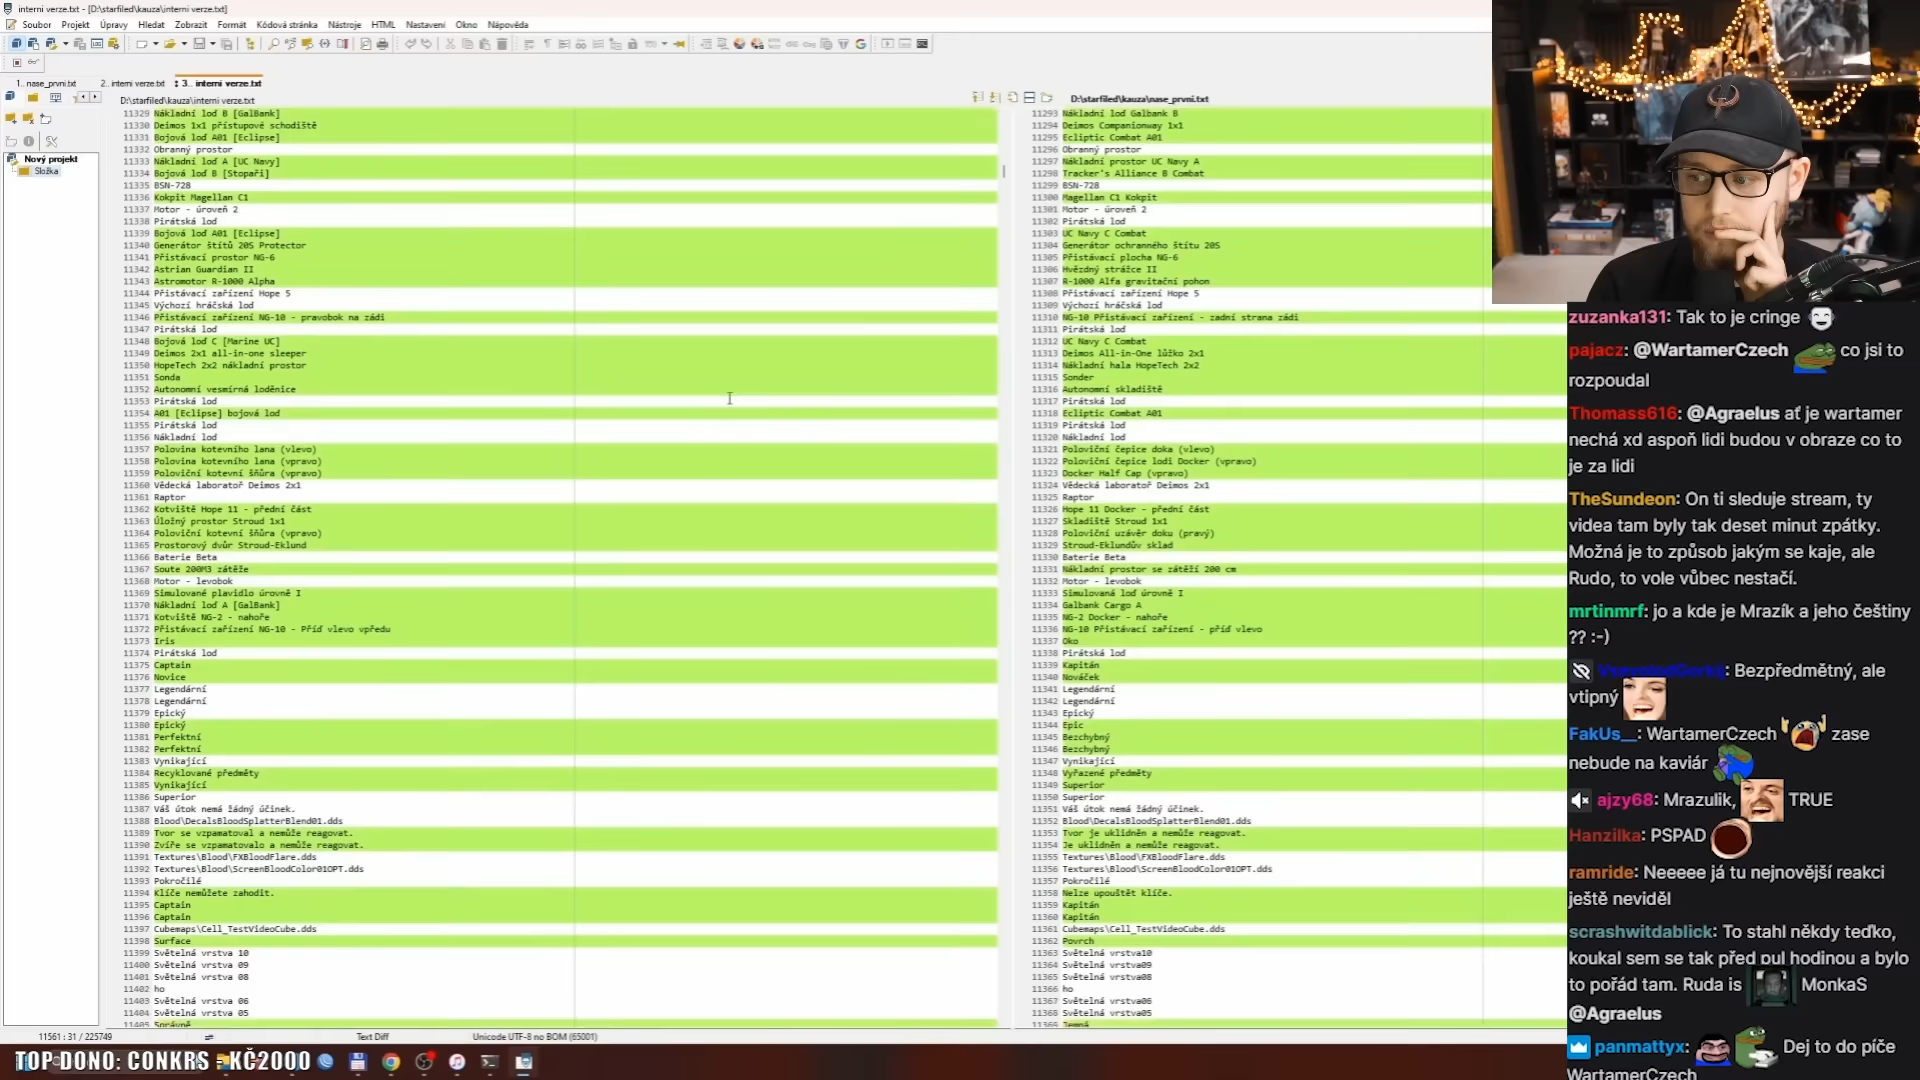 interni verze.txt - [D:\starfiled\kauza\interni verze.txt]
Soubor Projekt Úpravy Hledat Zobrazit Formát Kódová stránka Nástroje HTML Nastavení Okno Nápověda
1.. nase_prvni.txt 2.. interni verze.txt 3.. interni verze.txt
D:\starfiled\kauza\interni verze.txt
Nový projekt
Složka
11329 Nákladní loď B [GalBank]
11330 Deimos 1x1 přístupové schodiště
11331 Bojová loď A01 [Eclipse]
11332 Obranný prostor
11333 Nákladní loď A [UC Navy]
11334 Bojová loď B [Stopaři]
11335 BSN-728
11336 Kokpit Magellan C1
11337 Motor - úroveň 2
11338 Pirátská loď
11339 Bojová loď A01 [Eclipse]
11340 Generátor štítů 20S Protector
11341 Přistávací prostor NG-6
11342 Astrian Guardian II
11343 Astromotor R-1000 Alpha
11344 Přistávací zařízení Hope 5
11345 Výchozí hráčská loď
11346 Přistávací zařízení NG-10 - pravobok na zádi
11347 Pirátská loď
11348 Bojová loď C [Marine UC]
11349 Deimos 2x1 all-in-one sleeper
11350 HopeTech 2x2 nákladní prostor
11351 Sonda
11352 Autonomní vesmírná loděnice
11353 Pirátská loď
11354 A01 [Eclipse] bojová loď
11355 Pirátská loď
11356 Nákladní loď
11357 Polovina kotevního lana (vlevo)
11358 Polovina kotevního lana (vpravo)
11359 Poloviční kotevní šňůra (vpravo)
11360 Vědecká laboratoř Deimos 2x1
11361 Raptor
11362 Kotviště Hope 11 - přední část
11363 Úložný prostor Stroud 1x1
11364 Poloviční kotevní šňůra (vpravo)
11365 Prostorový dvůr Stroud-Eklund
11366 Baterie Beta
11367 Soute 200M3 zátěže
11368 Motor - levobok
11369 Simulované plavidlo úrovně I
11370 Nákladní loď A [GalBank]
11371 Kotviště NG-2 - nahoře
11372 Přistávací zařízení NG-10 - Příď vlevo vpředu
11373 Iris
11374 Pirátská loď
11375 Captain
11376 Novice
11377 Legendární
11378 Legendární
11379 Epický
11380 Epický
11381 Perfektní
11382 Perfektní
11383 Vynikající
11384 Recyklované předměty
11385 Vynikající
11386 Superior
11387 Váš útok nemá žádný účinek.
11388 Blood\DecalsBloodSplatterBlend01.dds
11389 Tvor se vzpamatoval a nemůže reagovat.
11390 Zvíře se vzpamatovalo a nemůže reagovat.
11391 Textures\Blood\FXBloodFlare.dds
11392 Textures\Blood\ScreenBloodColor01OPT.dds
11393 Pokročilé
11394 Klíče nemůžete zahodit.
11395 Captain
11396 Captain
11397 Cubemaps\Cell_TestVideoCube.dds
11398 Surface
11399 Světelná vrstva 10
11400 Světelná vrstva 09
11401 Světelná vrstva 08
11402 ho
11403 Světelná vrstva 06
11404 Světelná vrstva 05
11405 Správně
D:\starfiled\kauza\nase_prvni.txt
11293 Nákladní loď Galbank B
11294 Deimos Companionway 1x1
11295 Ecliptic Combat A01
11296 Obranný prostor
11297 Nákladní prostor UC Navy A
11298 Tracker's Alliance B Combat
11299 BSN-728
11300 Magellan C1 Kokpit
11301 Motor - úroveň 2
11302 Pirátská loď
11303 UC Navy C Combat
11304 Generátor ochranného štítu 20S
11305 Přistávací plocha NG-6
11306 Hvězdný strážce II
11307 R-1000 Alfa gravitační pohon
11308 Přistávací zařízení Hope 5
11309 Výchozí hráčská loď
11310 NG-10 Přistávací zařízení - zadní strana zádi
11311 Pirátská loď
11312 UC Navy C Combat
11313 Deimos All-in-One lůžko 2x1
11314 Nákladní hala HopeTech 2x2
11315 Sonder
11316 Autonomní skladiště
11317 Pirátská loď
11318 Ecliptic Combat A01
11319 Pirátská loď
11320 Nákladní loď
11321 Poloviční čepice doka (vlevo)
11322 Poloviční čepice lodi Docker (vpravo)
11323 Docker Half Cap (vpravo)
11324 Vědecká laboratoř Deimos 2x1
11325 Raptor
11326 Hope 11 Docker - přední část
11327 Skladiště Stroud 1x1
11328 Poloviční uzávěr doku (pravý)
11329 Stroud-Eklundův sklad
11330 Baterie Beta
11331 Nákladní prostor se zátěží 200 cm
11332 Motor - levobok
11333 Simulovaná loď úrovně I
11334 Galbank Cargo A
11335 NG-2 Docker - nahoře
11336 NG-10 Přistávací zařízení - příď vlevo
11337 Oko
11338 Pirátská loď
11339 Kapitán
11340 Nováček
11341 Legendární
11342 Legendární
11343 Epický
11344 Epic
11345 Bezchybný
11346 Bezchybný
11347 Vynikající
11348 Vyřazené předměty
11349 Superior
11350 Superior
11351 Váš útok nemá žádný účinek.
11352 Blood\DecalsBloodSplatterBlend01.dds
11353 Tvor je uklidněn a nemůže reagovat.
11354 Je uklidněn a nemůže reagovat.
11355 Textures\Blood\FXBloodFlare.dds
11356 Textures\Blood\ScreenBloodColor01OPT.dds
11357 Pokročilé
11358 Nelze upouštět klíče.
11359 Kapitán
11360 Kapitán
11361 Cubemaps\Cell_TestVideoCube.dds
11362 Povrch
11363 Světelná vrstva10
11364 Světelná vrstva09
11365 Světelná vrstva08
11366 ho
11367 Světelná vrstva06
11368 Světelná vrstva05
11369 Temná
11561 : 31 / 225749 Text Diff Unicode UTF-8 no BOM (65001)
TOP DONO: CONKRS - KČ2000
zuzanka131: Tak to je cringe
pajacz: @WartamerCzech co jsi to
rozpoudal
Thomass616: @Agraelus ať je wartamer
nechá xd aspoň lidi budou v obraze co to
je za lidi
TheSundeon: On ti sleduje stream, ty
videa tam byly tak deset minut zpátky.
Možná je to způsob jakým se kaje, ale
Rudo, to vole vůbec nestačí.
mrtinmrf: jo a kde je Mrazík a jeho češtiny
?? :-)
: Bezpředmětný, ale
vtipný
FakUs__: WartamerCzech zase
nebude na kaviár
ajzy68: Mrazulik, TRUE
Hanzilka: PSPAD
ramride: Neeeee já tu nejnovější reakci
ještě neviděl
scrashwitdablick: To stahl někdy teďko,
koukal sem se tak před pul hodinou a bylo
to pořád tam. Ruda is MonkaS
@Agraelus
panmattyx: Dej to do píče
WartamerCzech